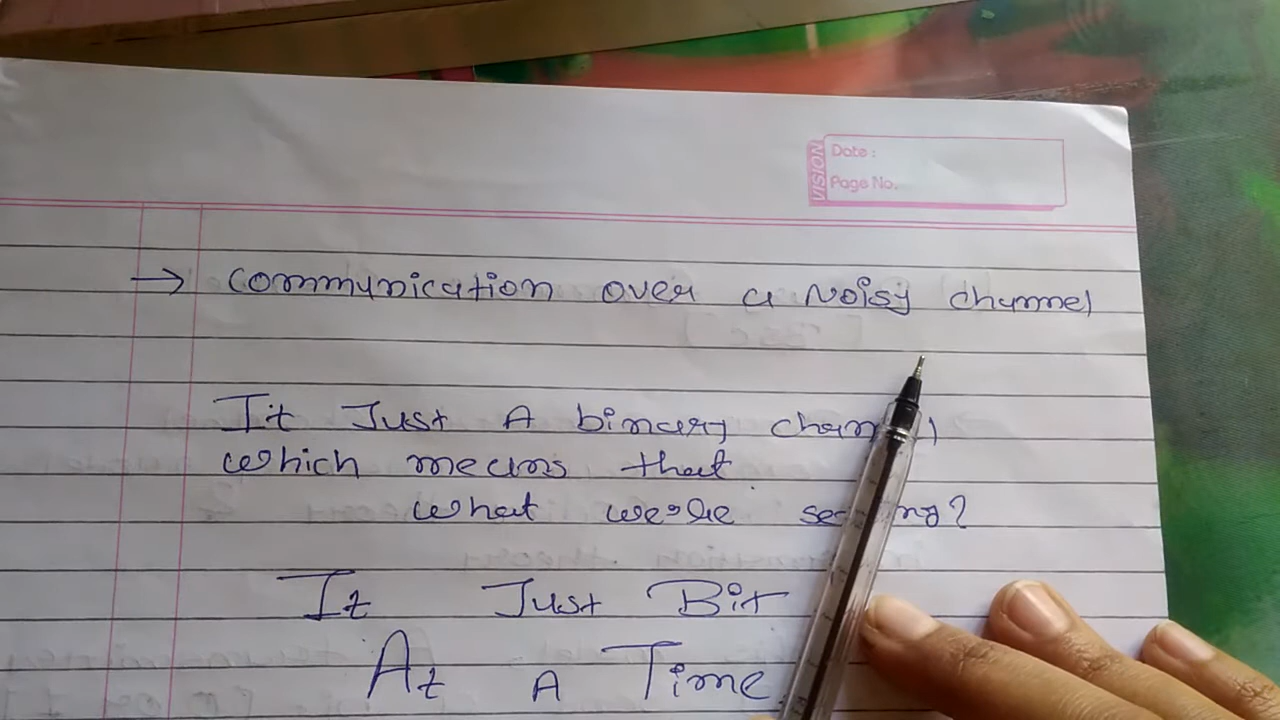 VISION
Date :
Page No.
→ Communication over a Noisy channel
It Just A binary
which means that
what we're
It Just Bit
At A Time